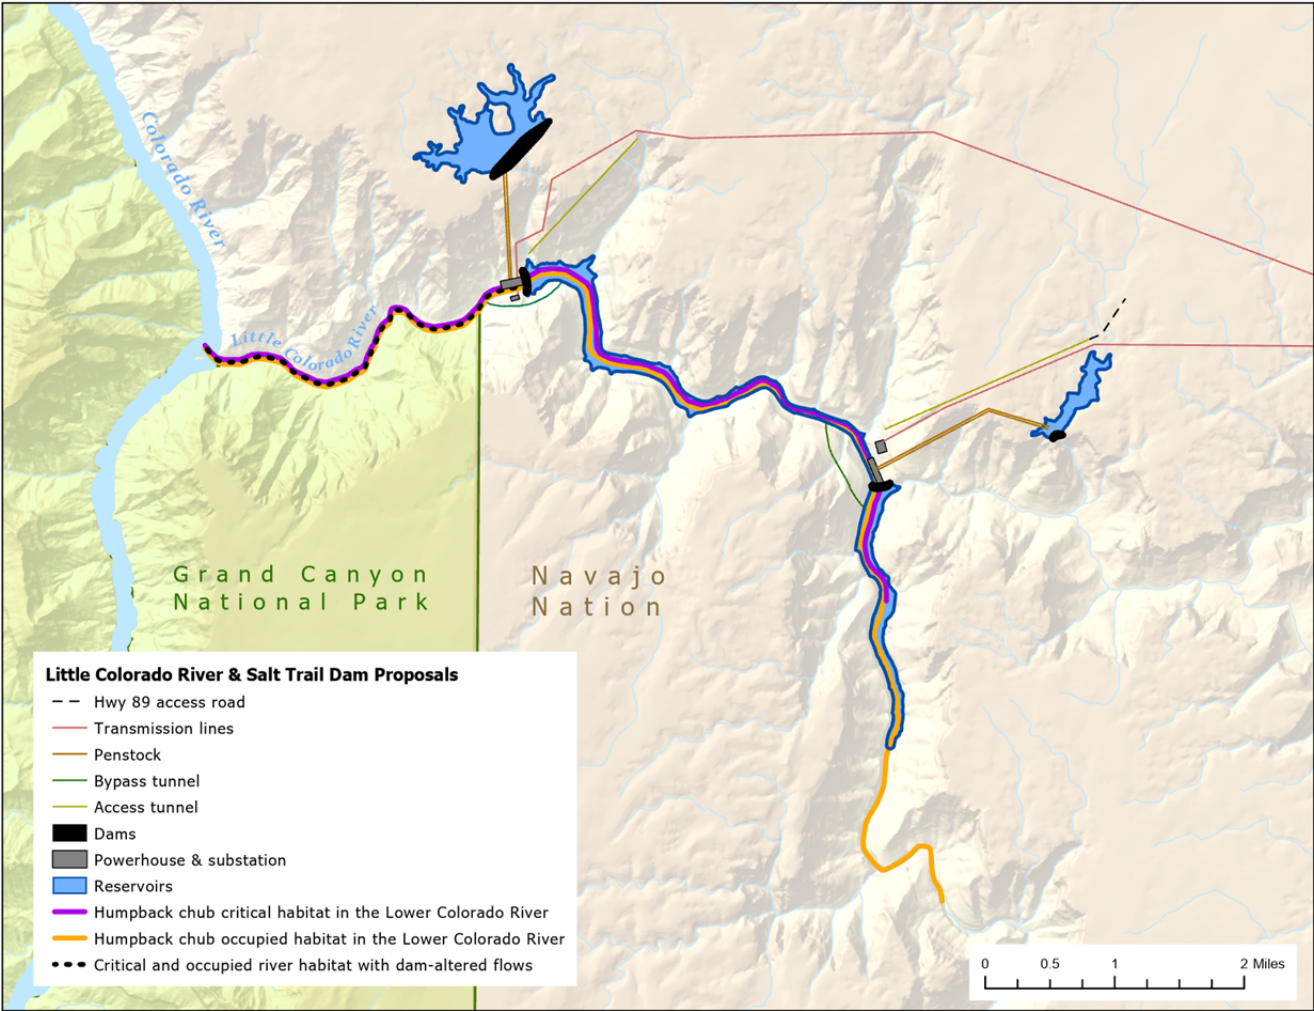 Colorado River
Little Colorado River
Grand Canyon
National Park
Navajo
Nation
Little Colorado River & Salt Trail Dam Proposals
Hwy 89 access road
Transmission lines
Penstock
Bypass tunnel
Access tunnel
Dams
Powerhouse & substation
Reservoirs
Humpback chub critical habitat in the Lower Colorado River
Humpback chub occupied habitat in the Lower Colorado River
Critical and occupied river habitat with dam-altered flows
0 0.5 1 2 Miles